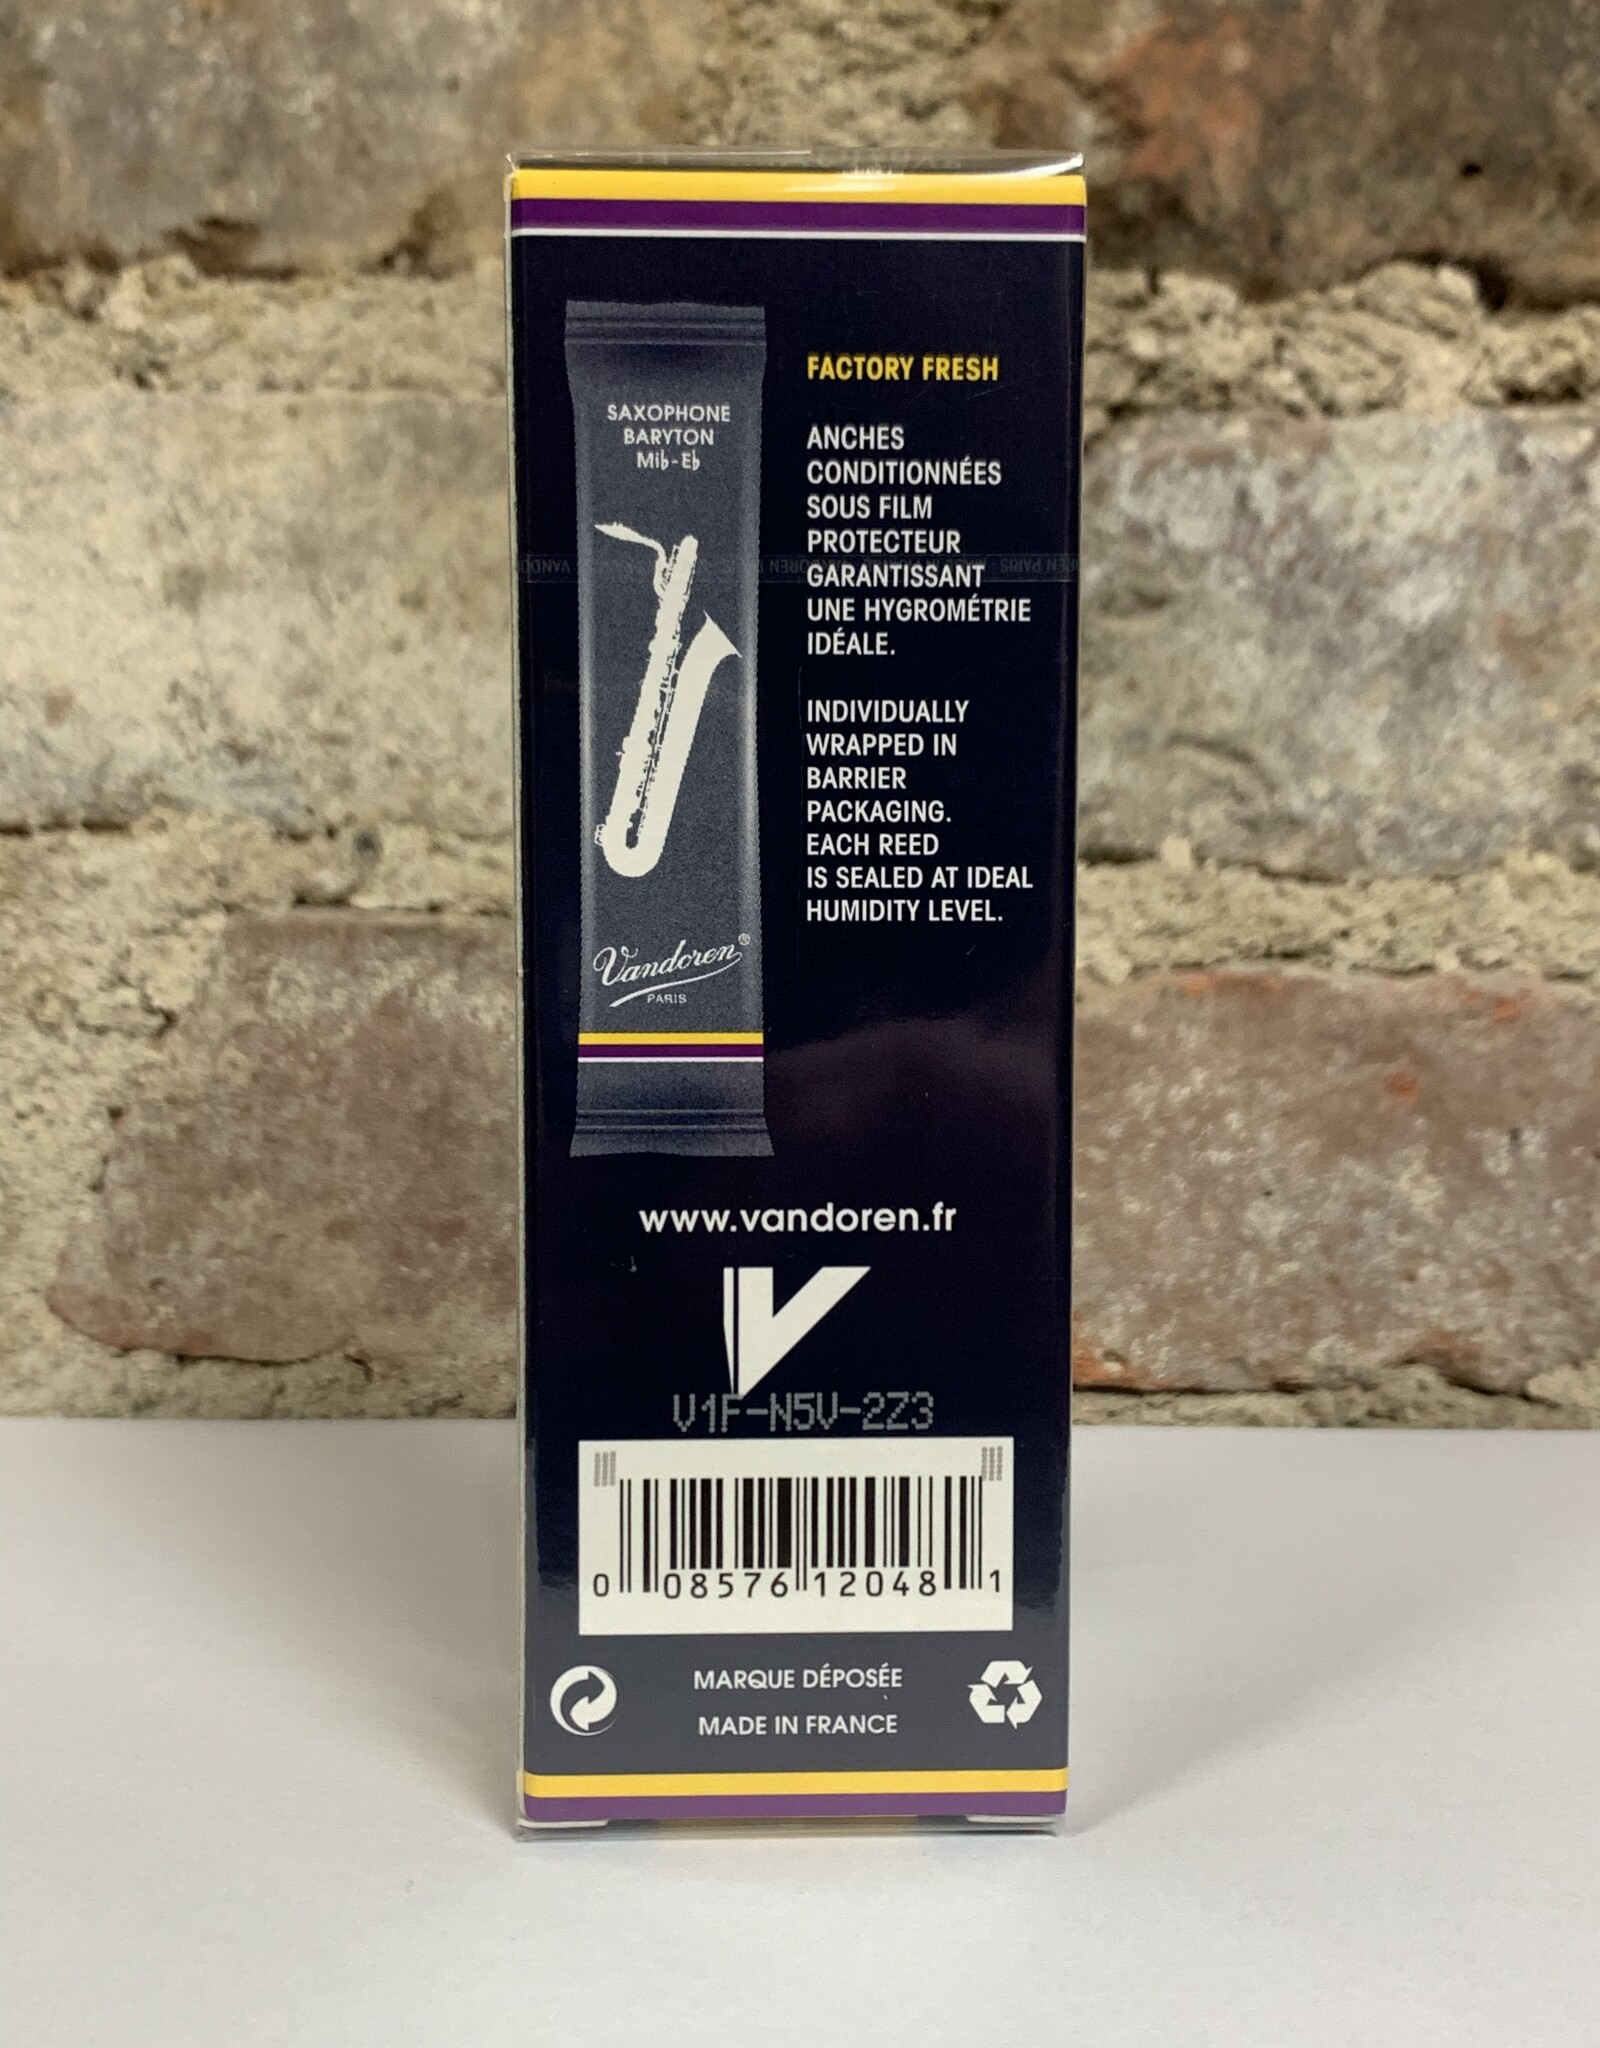 SAXOPHONE
BARYTON
Mi♭-E♭
Vandoren®
PARIS
FACTORY FRESH
ANCHES
CONDITIONNÉES
SOUS FILM
PROTECTEUR
GARANTISSANT
UNE HYGROMÉTRIE
IDÉALE.
INDIVIDUALLY
WRAPPED IN
BARRIER
PACKAGING.
EACH REED
IS SEALED AT IDEAL
HUMIDITY LEVEL.
www.vandoren.fr
V
V1F-N5V-2Z3
0 08576 12048 1
MARQUE DÉPOSÉE
MADE IN FRANCE